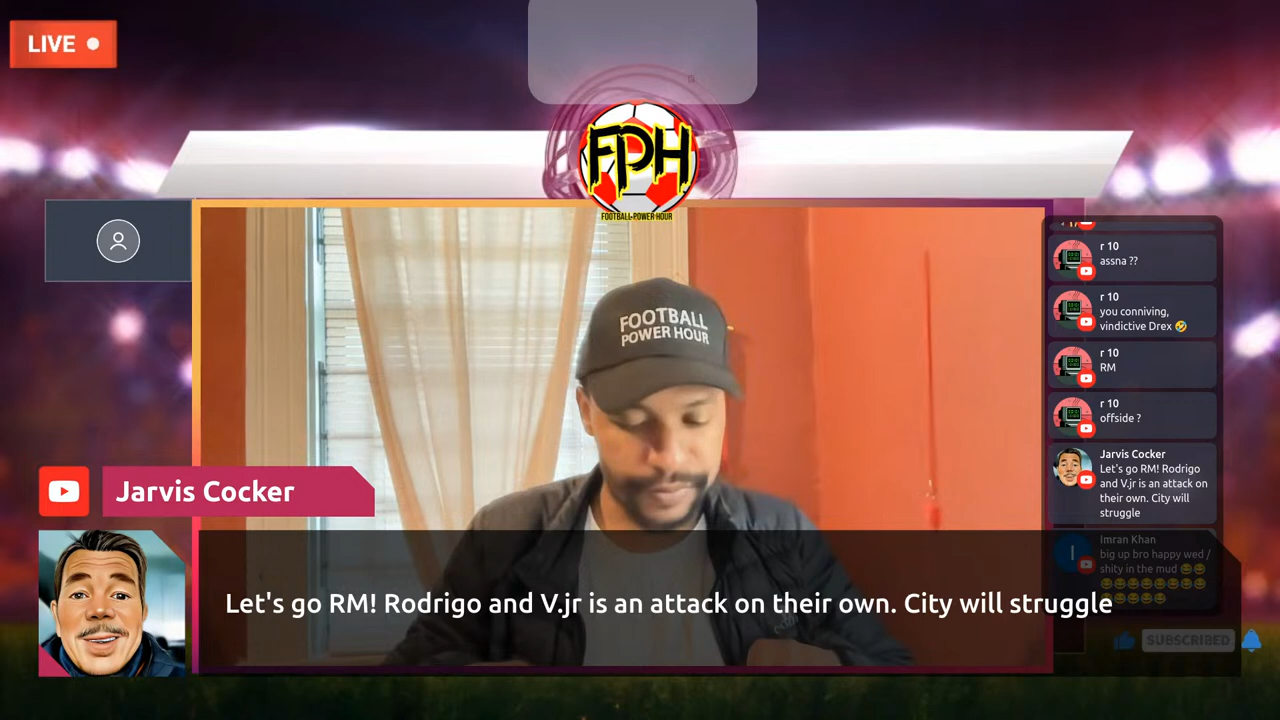 LIVE
FPH
FOOTBALL POWER HOUR
FOOTBALL
POWER HOUR
r 10
assna ??
r 10
you conniving,
vindictive Drex 🤣
r 10
RM
r 10
offside ?
Jarvis Cocker
Let's go RM! Rodrigo
and V.jr is an attack on
their own. City will
struggle
Imran Khan
big up bro happy wed /
shity in the mud 😂😂
😂😂😂😂😂😂😂😂
😂😂😂😂
SUBSCRIBED
Jarvis Cocker
Let's go RM! Rodrigo and V.jr is an attack on their own. City will struggle